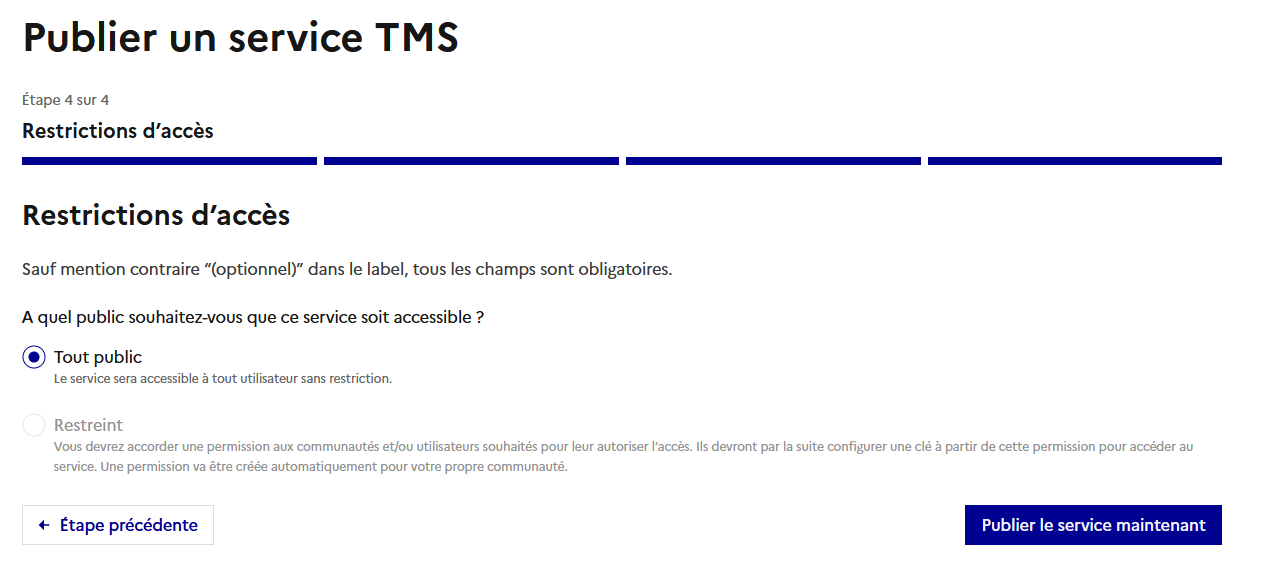 Publier un service TMS
Étape 4 sur 4
Restrictions d’accès
Restrictions d’accès
Sauf mention contraire “(optionnel)” dans le label, tous les champs sont obligatoires.
A quel public souhaitez-vous que ce service soit accessible ?
Tout public
Le service sera accessible à tout utilisateur sans restriction.
Restreint
Vous devrez accorder une permission aux communautés et/ou utilisateurs souhaités pour leur autoriser l’accès. Ils devront par la suite configurer une clé à partir de cette permission pour accéder au
service. Une permission va être créée automatiquement pour votre propre communauté.
Étape précédente
Publier le service maintenant